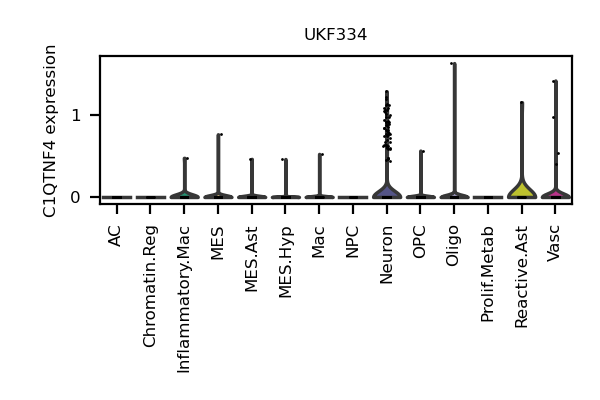 UKF334
C1QTNF4 expression
1
0
AC
Chromatin.Reg
Inflammatory.Mac
MES
MES.Ast
MES.Hyp
Mac
NPC
Neuron
OPC
Oligo
Prolif.Metab
Reactive.Ast
Vasc